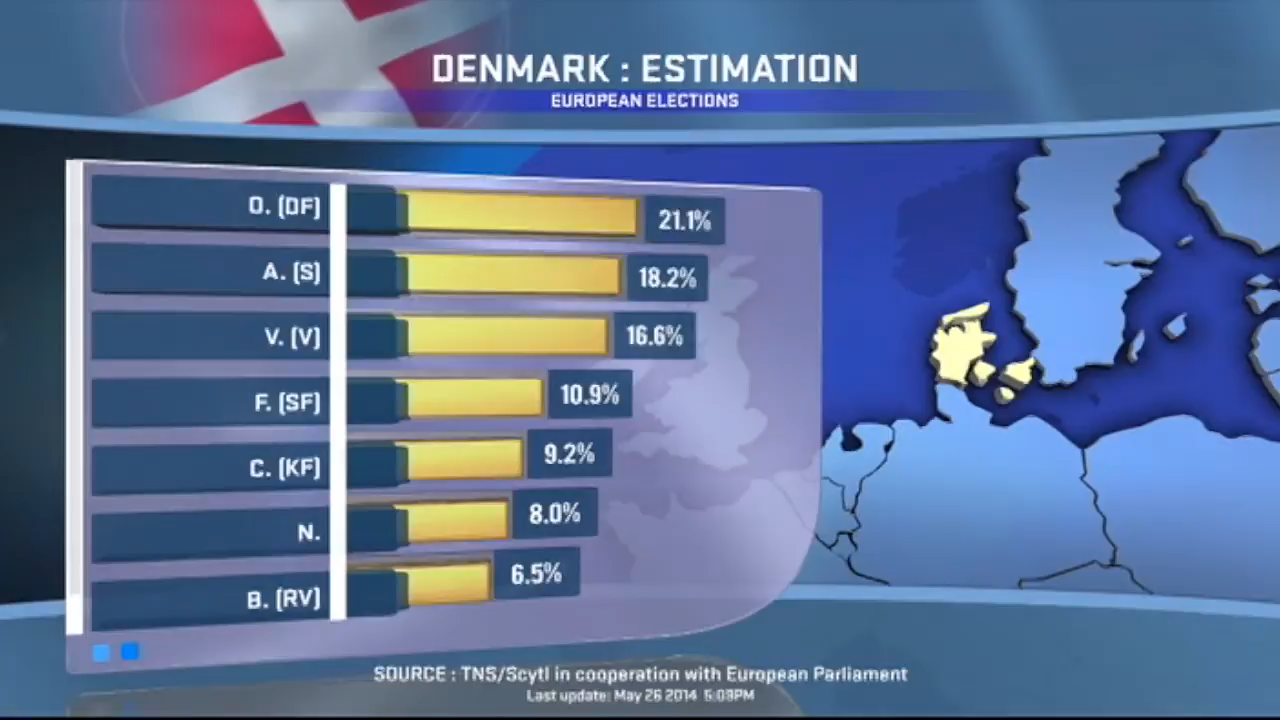 DENMARK : ESTIMATION
EUROPEAN ELECTIONS
O. (DF) 21.1%
A. (S) 18.2%
V. (V) 16.6%
F. (SF) 10.9%
C. (KF) 9.2%
N. 8.0%
B. (RV) 6.5%
SOURCE : TNS/Scytl in cooperation with European Parliament
Last update: May 26 2014 5:09PM